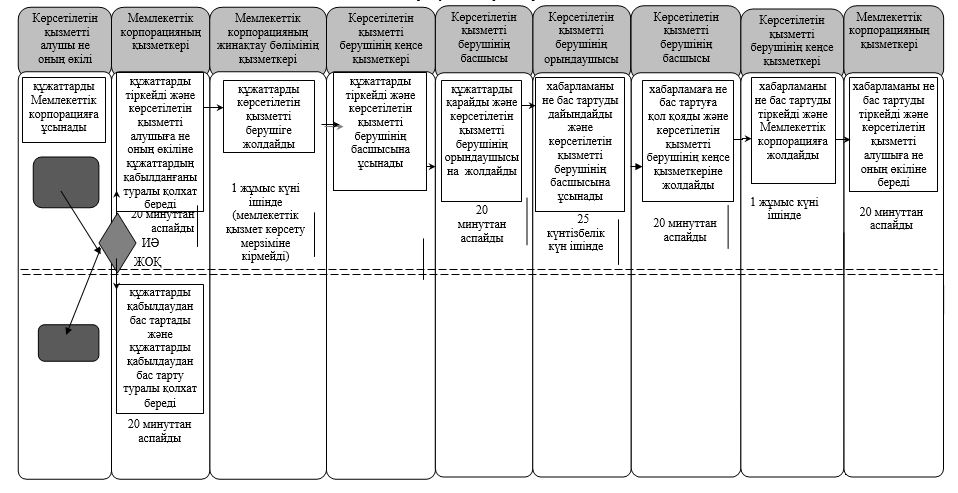 Көрсетілетін
қызметті
алушы не
оның өкілі
Мемлекеттік
корпорацияның
қызметкері
Мемлекеттік
корпорацияның
жинақтау бөлімінің
қызметкері
Көрсетілетін
қызметті
берушінің кеңсе
қызметкері
Көрсетілетін
қызметті
берушінің
басшысы
Көрсетілетін
қызметті
берушінің
орындаушысы
Көрсетілетін
қызметті
берушінің
басшысы
Көрсетілетін
қызметті
берушінің кеңсе
қызметкері
Мемлекеттік
корпорацияның
қызметкері
құжаттарды
Мемлекеттік
корпорацияға
ұсынады
құжаттарды
тіркейді және
көрсетілетін
қызметті
алушыға не
оның өкіліне
құжаттардың
қабылданғаны
туралы қолхат
береді
20 минуттан
аспайды
ИӘ
ЖОҚ
құжаттарды
қабылдаудан
бас тартады
және
құжаттарды
қабылдаудан
бас тарту
туралы қолхат
береді
20 минуттан
аспайды
құжаттарды
көрсетілетін
қызметті
берушіге
жолдайды
1 жұмыс күні
ішінде
(мемлекеттік
қызмет көрсету
мерзіміне
кірмейді)
құжаттарды
тіркейді және
көрсетілетін
қызметті
берушінің
басшысына
ұсынады
құжаттарды
қарайды және
көрсетілетін
қызметті
берушінің
орындаушысы
на жолдайды
20
минуттан
аспайды
хабарламаны
не бас тартуды
дайындайды
және
көрсетілетін
қызметті
берушінің
басшысына
ұсынады
25
күнтізбелік
күн ішінде
хабарламаға не
бас тартуға
қол қояды және
көрсетілетін
қызметті
берушінің кеңсе
қызметкеріне
жолдайды
20 минуттан
аспайды
хабарламаны
не бас тартуды
тіркейді және
Мемлекеттік
корпорацияға
жолдайды
1 жұмыс күні
ішінде
хабарламаны не
бас тартуды
тіркейді және
көрсетілетін
қызметті
алушыға не
оның өкіліне
береді
20 минуттан
аспайды